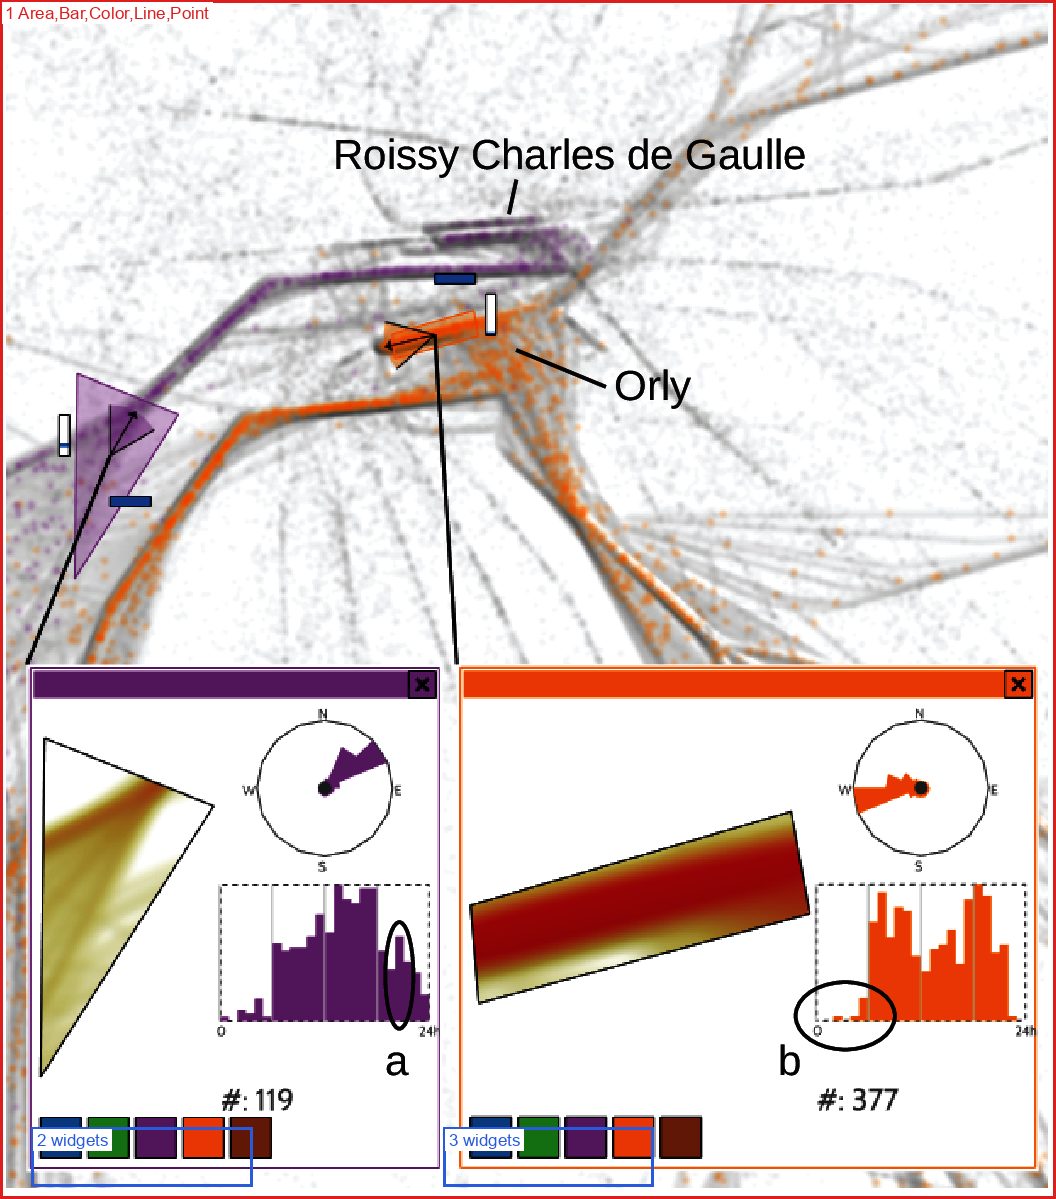 1 Area,Bar,Color,Line,Point
Roissy Charles de Gaulle
Orly
N
W
E
S
0
24h
a
#: 119
2 widgets
N
W
E
S
0
24h
b
#: 377
3 widgets